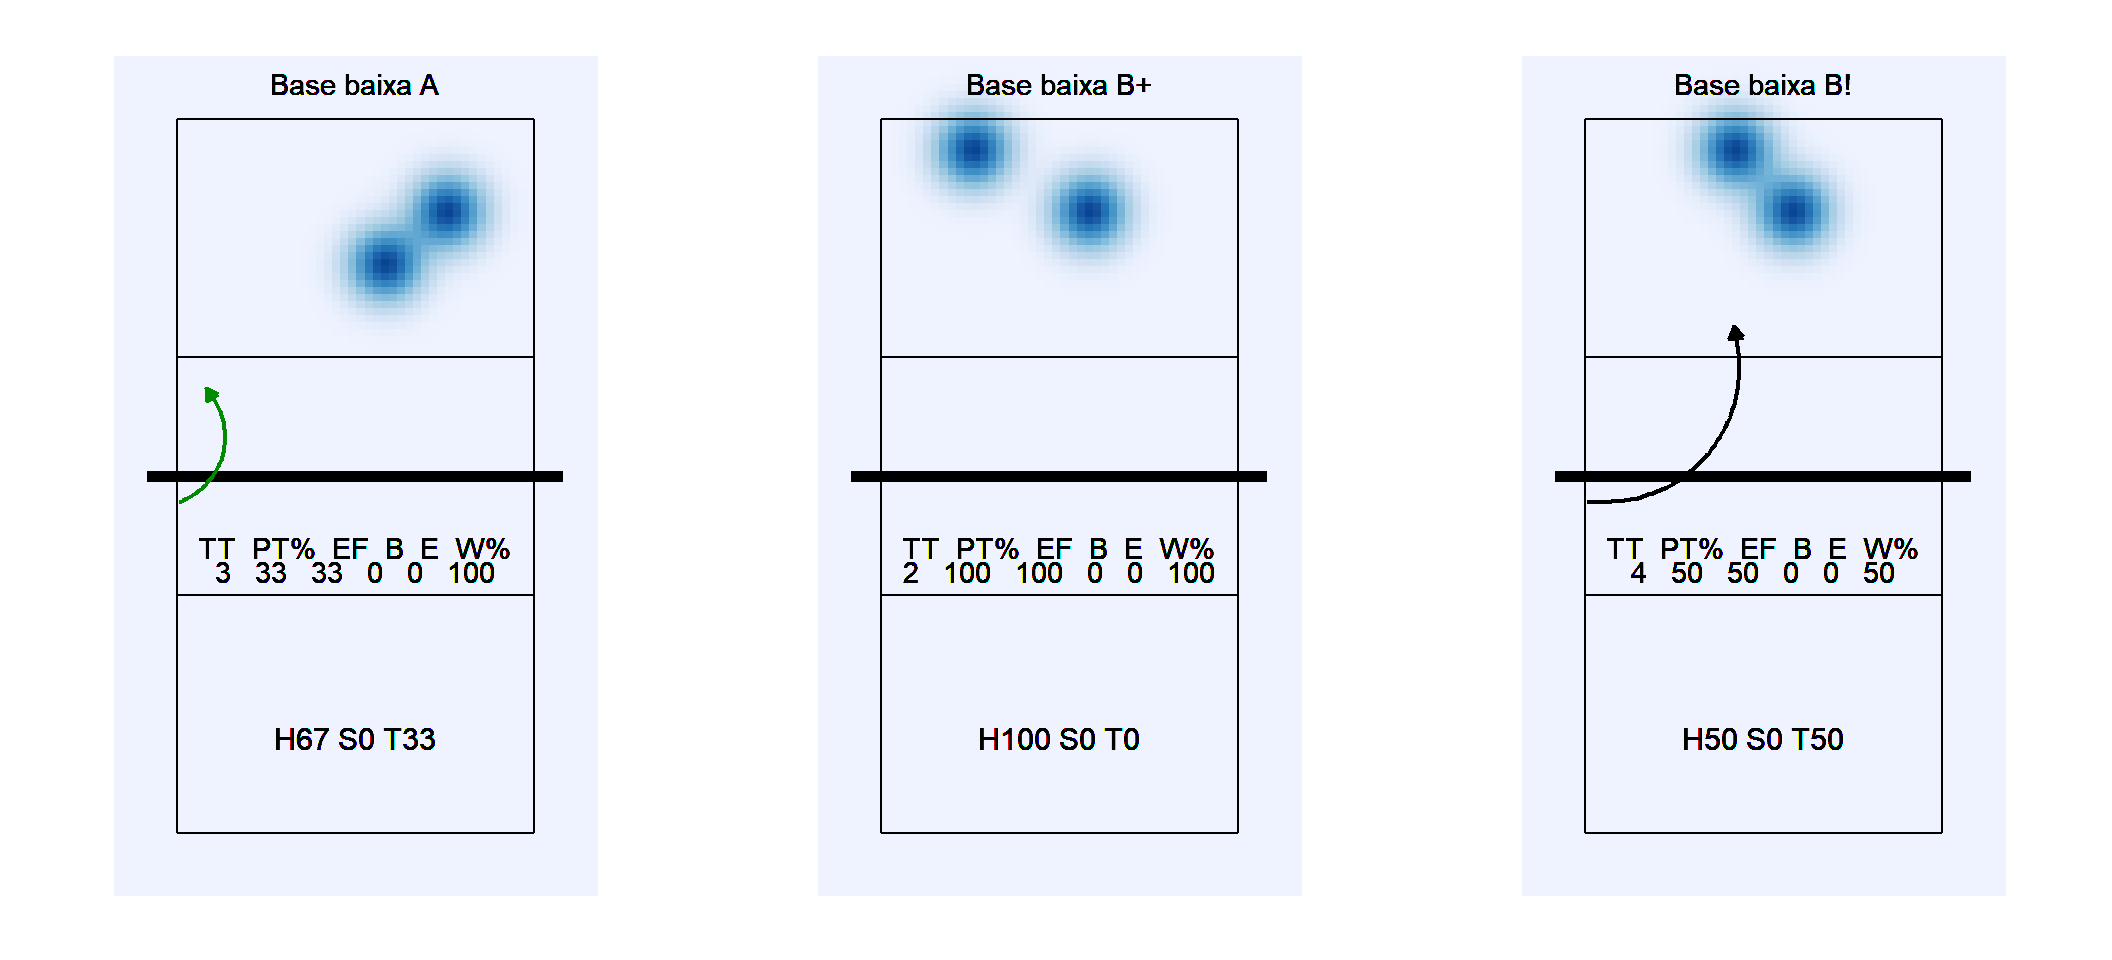 Base baixa A
TT PT% EF B E W%
3 33 33 0 0 100
H67 S0 T33
Base baixa B+
TT PT% EF B E W%
2 100 100 0 0 100
H100 S0 T0
Base baixa B!
TT PT% EF B E W%
4 50 50 0 0 50
H50 S0 T50